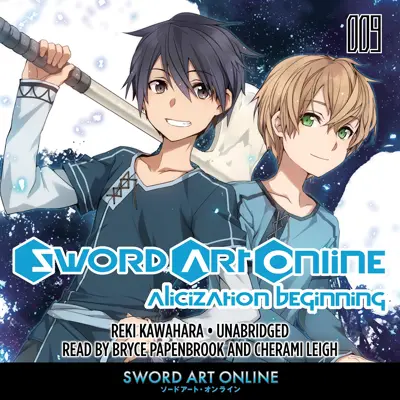 009
SWORD ART ONLINE
ALICIZATION BEGINNING
REKI KAWAHARA • UNABRIDGED
READ BY BRYCE PAPENBROOK AND CHERAMI LEIGH
SWORD ART ONLINE
ソードアート・オンライン